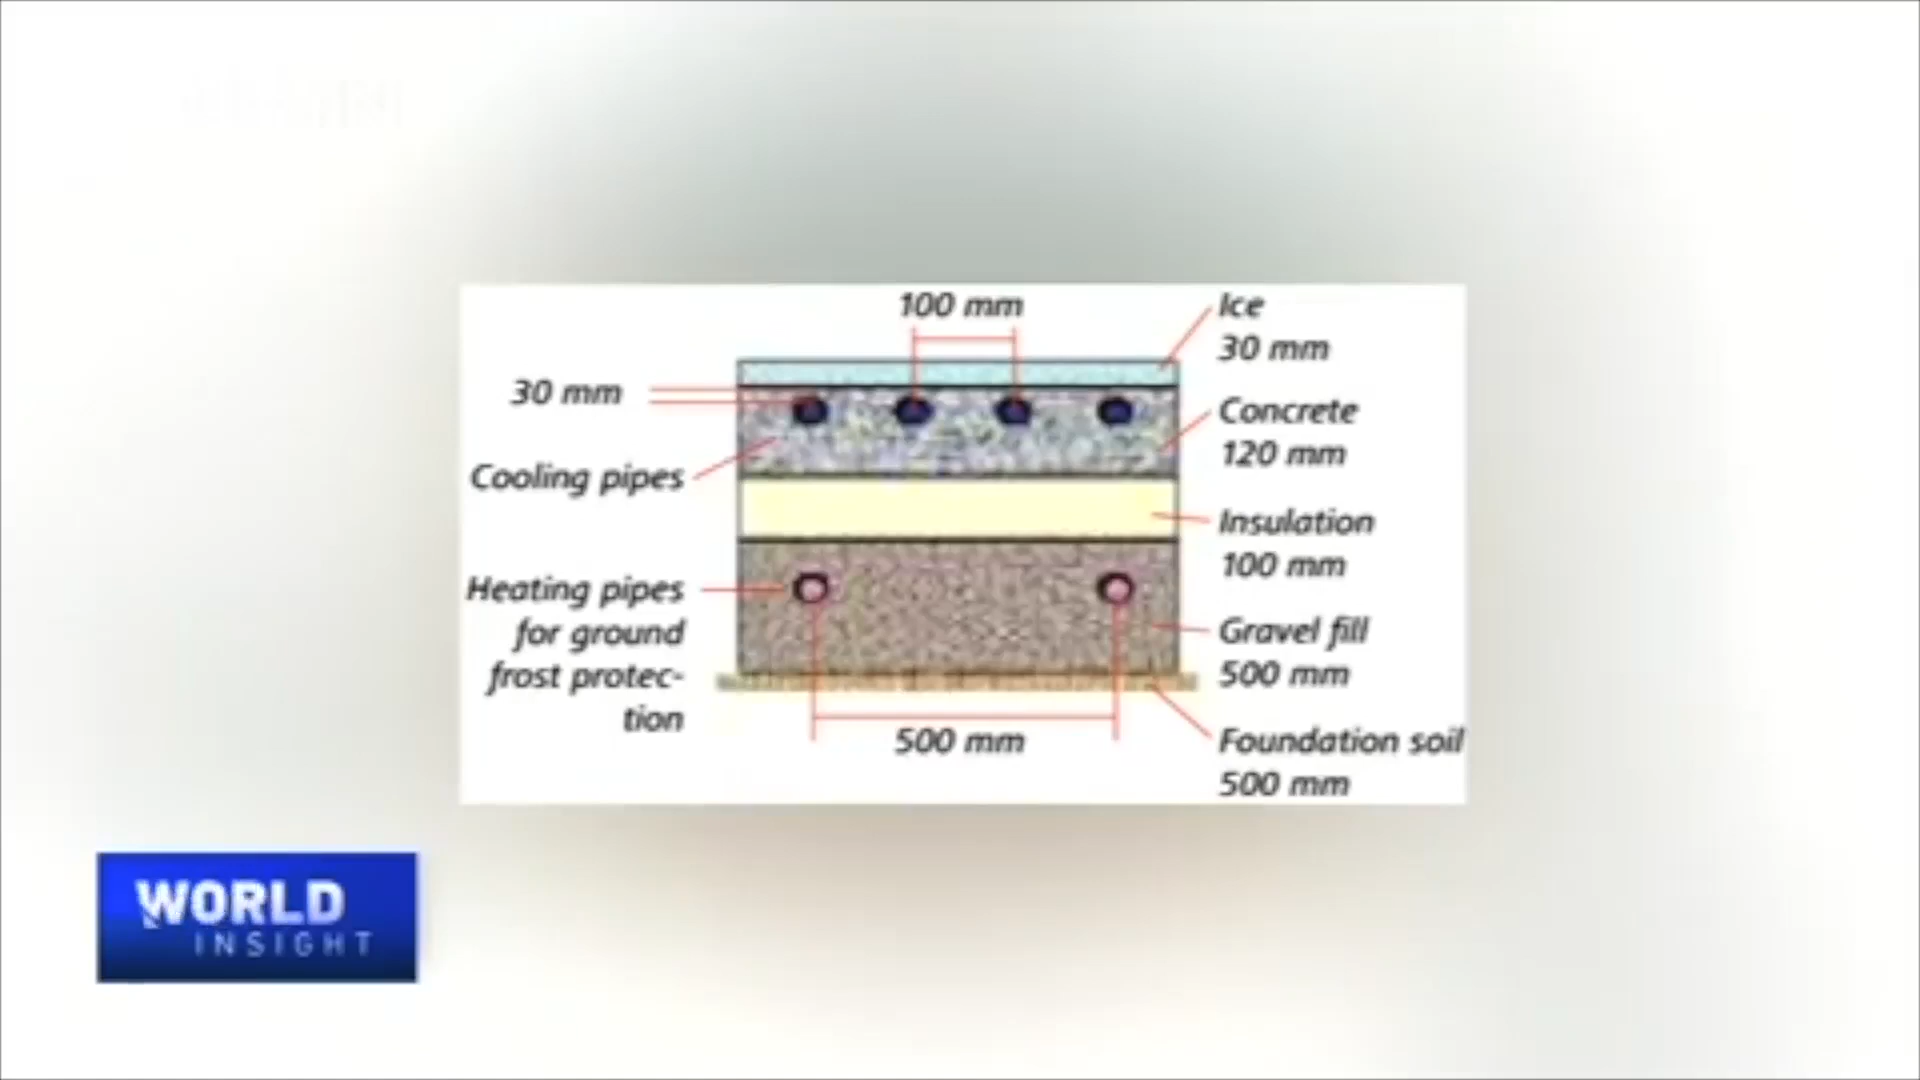 100 mm
Ice
30 mm
30 mm
Concrete
120 mm
Cooling pipes
Insulation
100 mm
Heating pipes
for ground
frost protec-
tion
Gravel fill
500 mm
500 mm
Foundation soil
500 mm
WORLD
INSIGHT